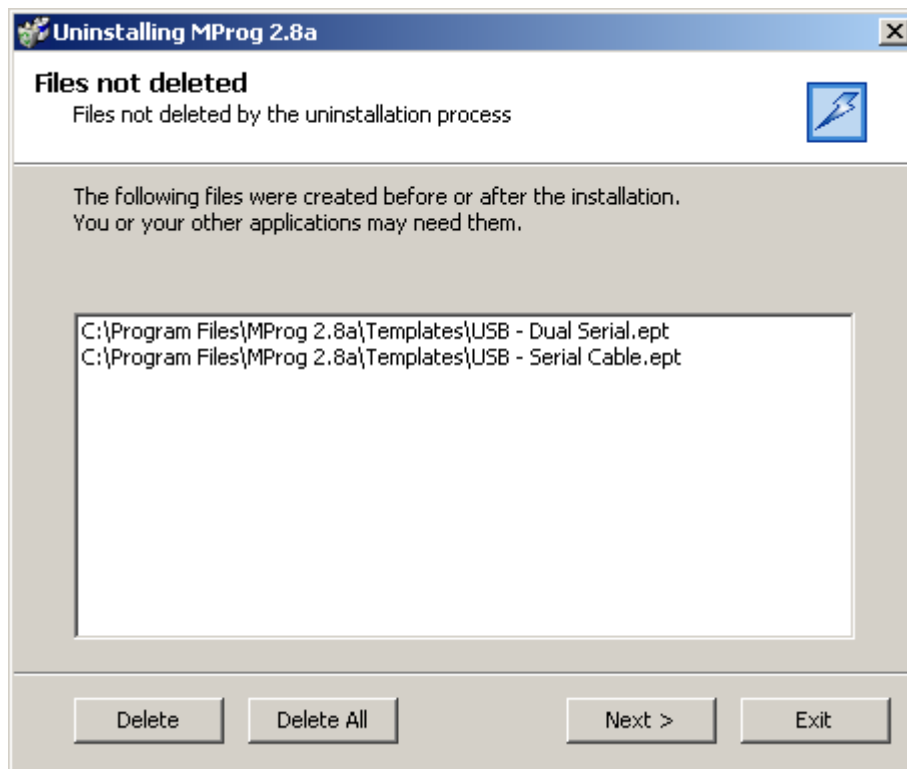 Uninstalling MProg 2.8a
Files not deleted
Files not deleted by the uninstallation process
The following files were created before or after the installation.
You or your other applications may need them.
C:\Program Files\MProg 2.8a\Templates\USB - Dual Serial.ept
C:\Program Files\MProg 2.8a\Templates\USB - Serial Cable.ept
Delete
Delete All
Next >
Exit